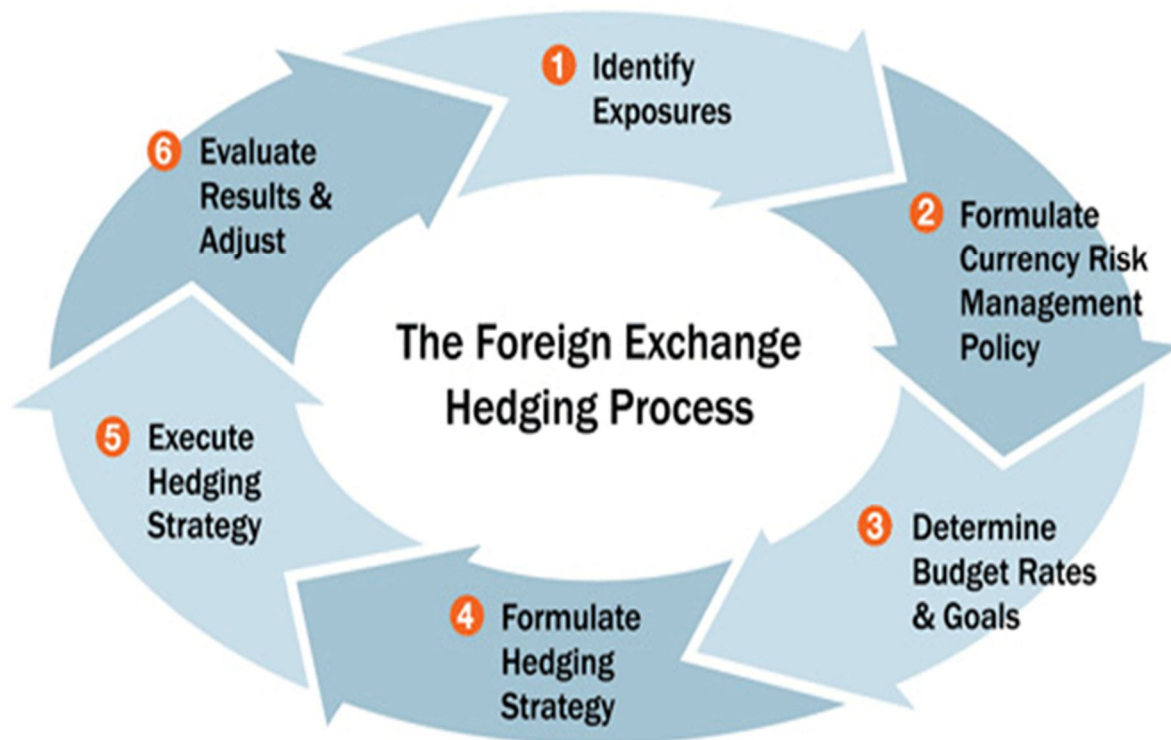 1 Identify
Exposures
2 Formulate
Currency Risk
Management
Policy
3 Determine
Budget Rates
& Goals
4 Formulate
Hedging
Strategy
5 Execute
Hedging
Strategy
6 Evaluate
Results &
Adjust
The Foreign Exchange
Hedging Process